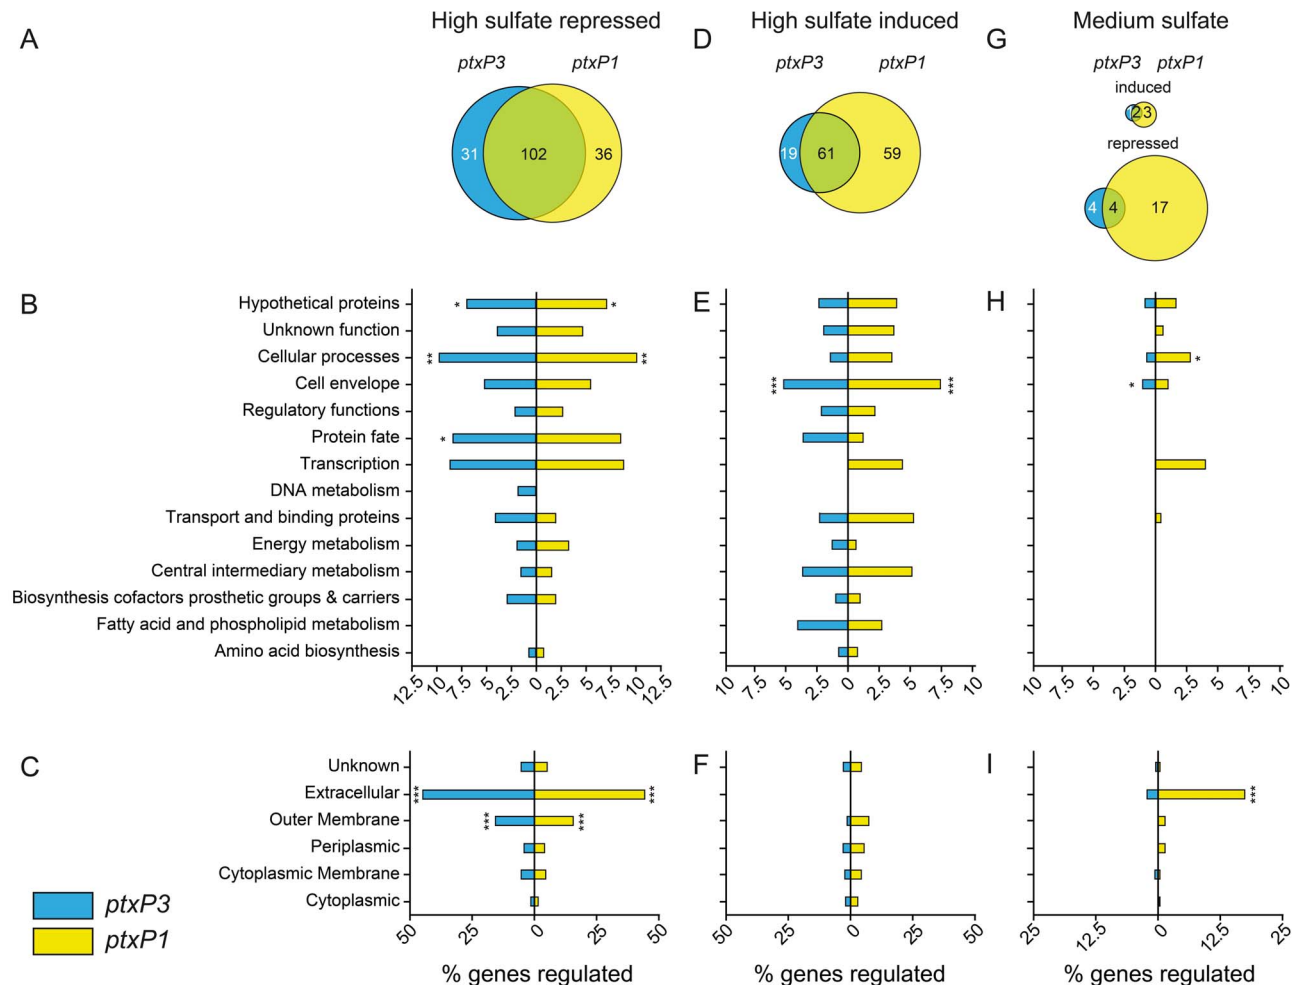 A
High sulfate repressed
ptxP3
ptxP1
31
102
36
D
High sulfate induced
ptxP3
ptxP1
19
61
59
G
Medium sulfate
ptxP3 ptxP1
induced
2 3
repressed
4
4
17
B
Hypothetical proteins
Unknown function
Cellular processes
Cell envelope
Regulatory functions
Protein fate
Transcription
DNA metabolism
Transport and binding proteins
Energy metabolism
Central intermediary metabolism
Biosynthesis cofactors prosthetic groups & carriers
Fatty acid and phospholipid metabolism
Amino acid biosynthesis
* *
** **
*
12.5 10 7.5 5 2.5 0 2.5 5 7.5 10 12.5
E
*** ***
10 7.5 5 2.5 0 2.5 5 7.5 10
H
*
*
10 7.5 5 2.5 0 2.5 5 7.5 10
C
Unknown
Extracellular
Outer Membrane
Periplasmic
Cytoplasmic Membrane
Cytoplasmic
*** ***
*** ***
50 25 0 25 50
% genes regulated
F
50 25 0 25 50
% genes regulated
I
***
25 12.5 0 12.5 25
% genes regulated
ptxP3
ptxP1